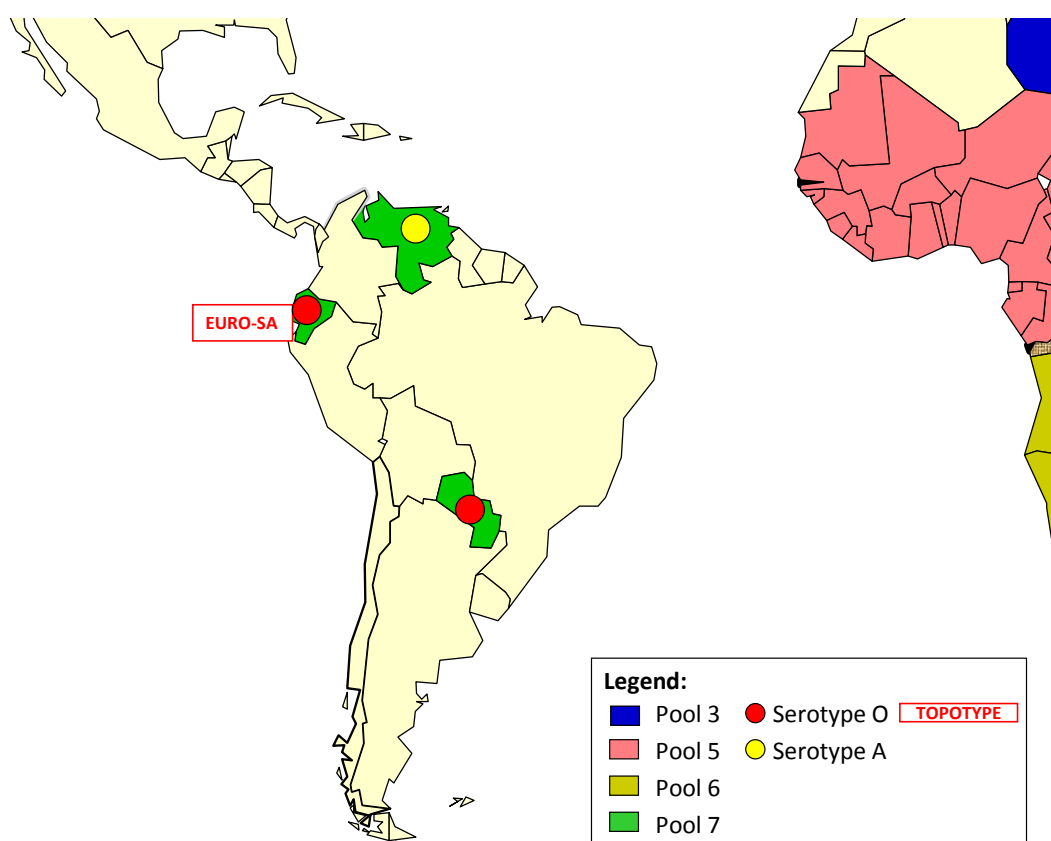 EURO-SA
Legend:
Pool 3 Serotype O TOPOTYPE
Pool 5 Serotype A
Pool 6
Pool 7